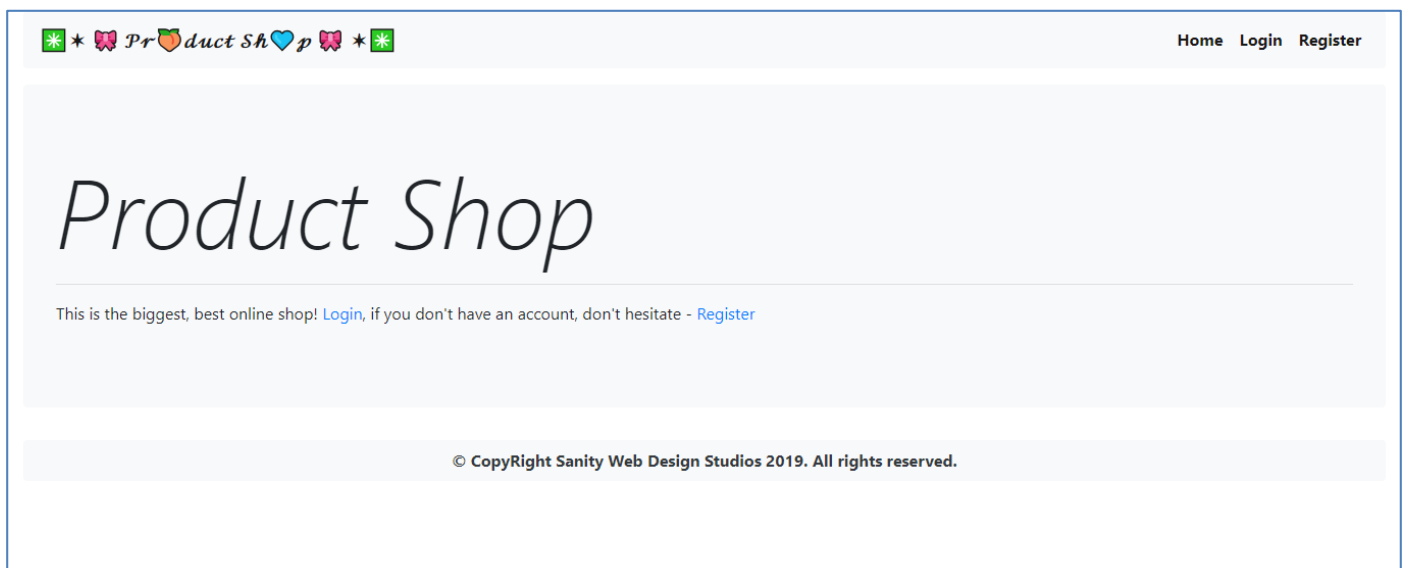 ✳️✶ 🎀 𝒫𝓇🍑𝒹𝓊𝒸𝓉 𝒮𝒽💙𝓅 🎀 ✶✳️
Home Login Register
Product Shop
This is the biggest, best online shop! Login, if you don't have an account, don't hesitate - Register
© CopyRight Sanity Web Design Studios 2019. All rights reserved.